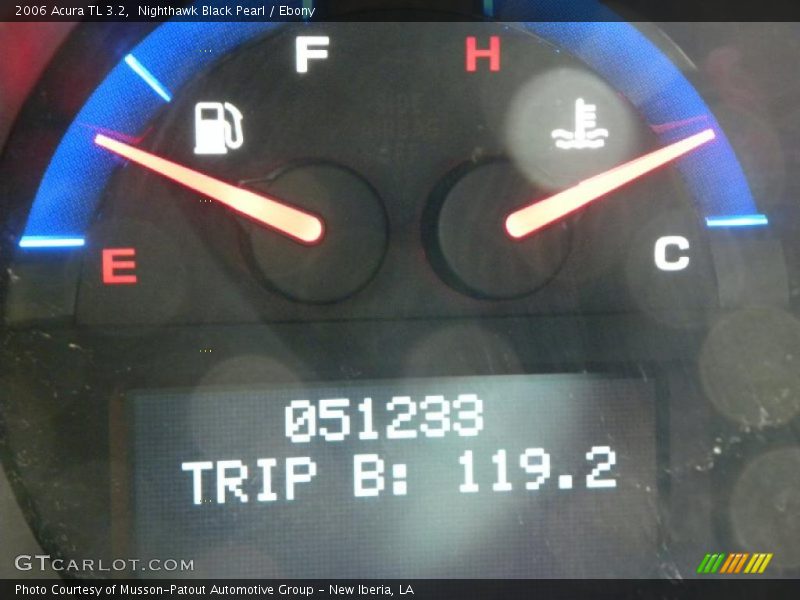 2006 Acura TL 3.2,  Nighthawk Black Pearl / Ebony
F H
E C
051233
TRIP B: 119.2
GTCARLOT.COM
Photo Courtesy of Musson-Patout Automotive Group - New Iberia, LA